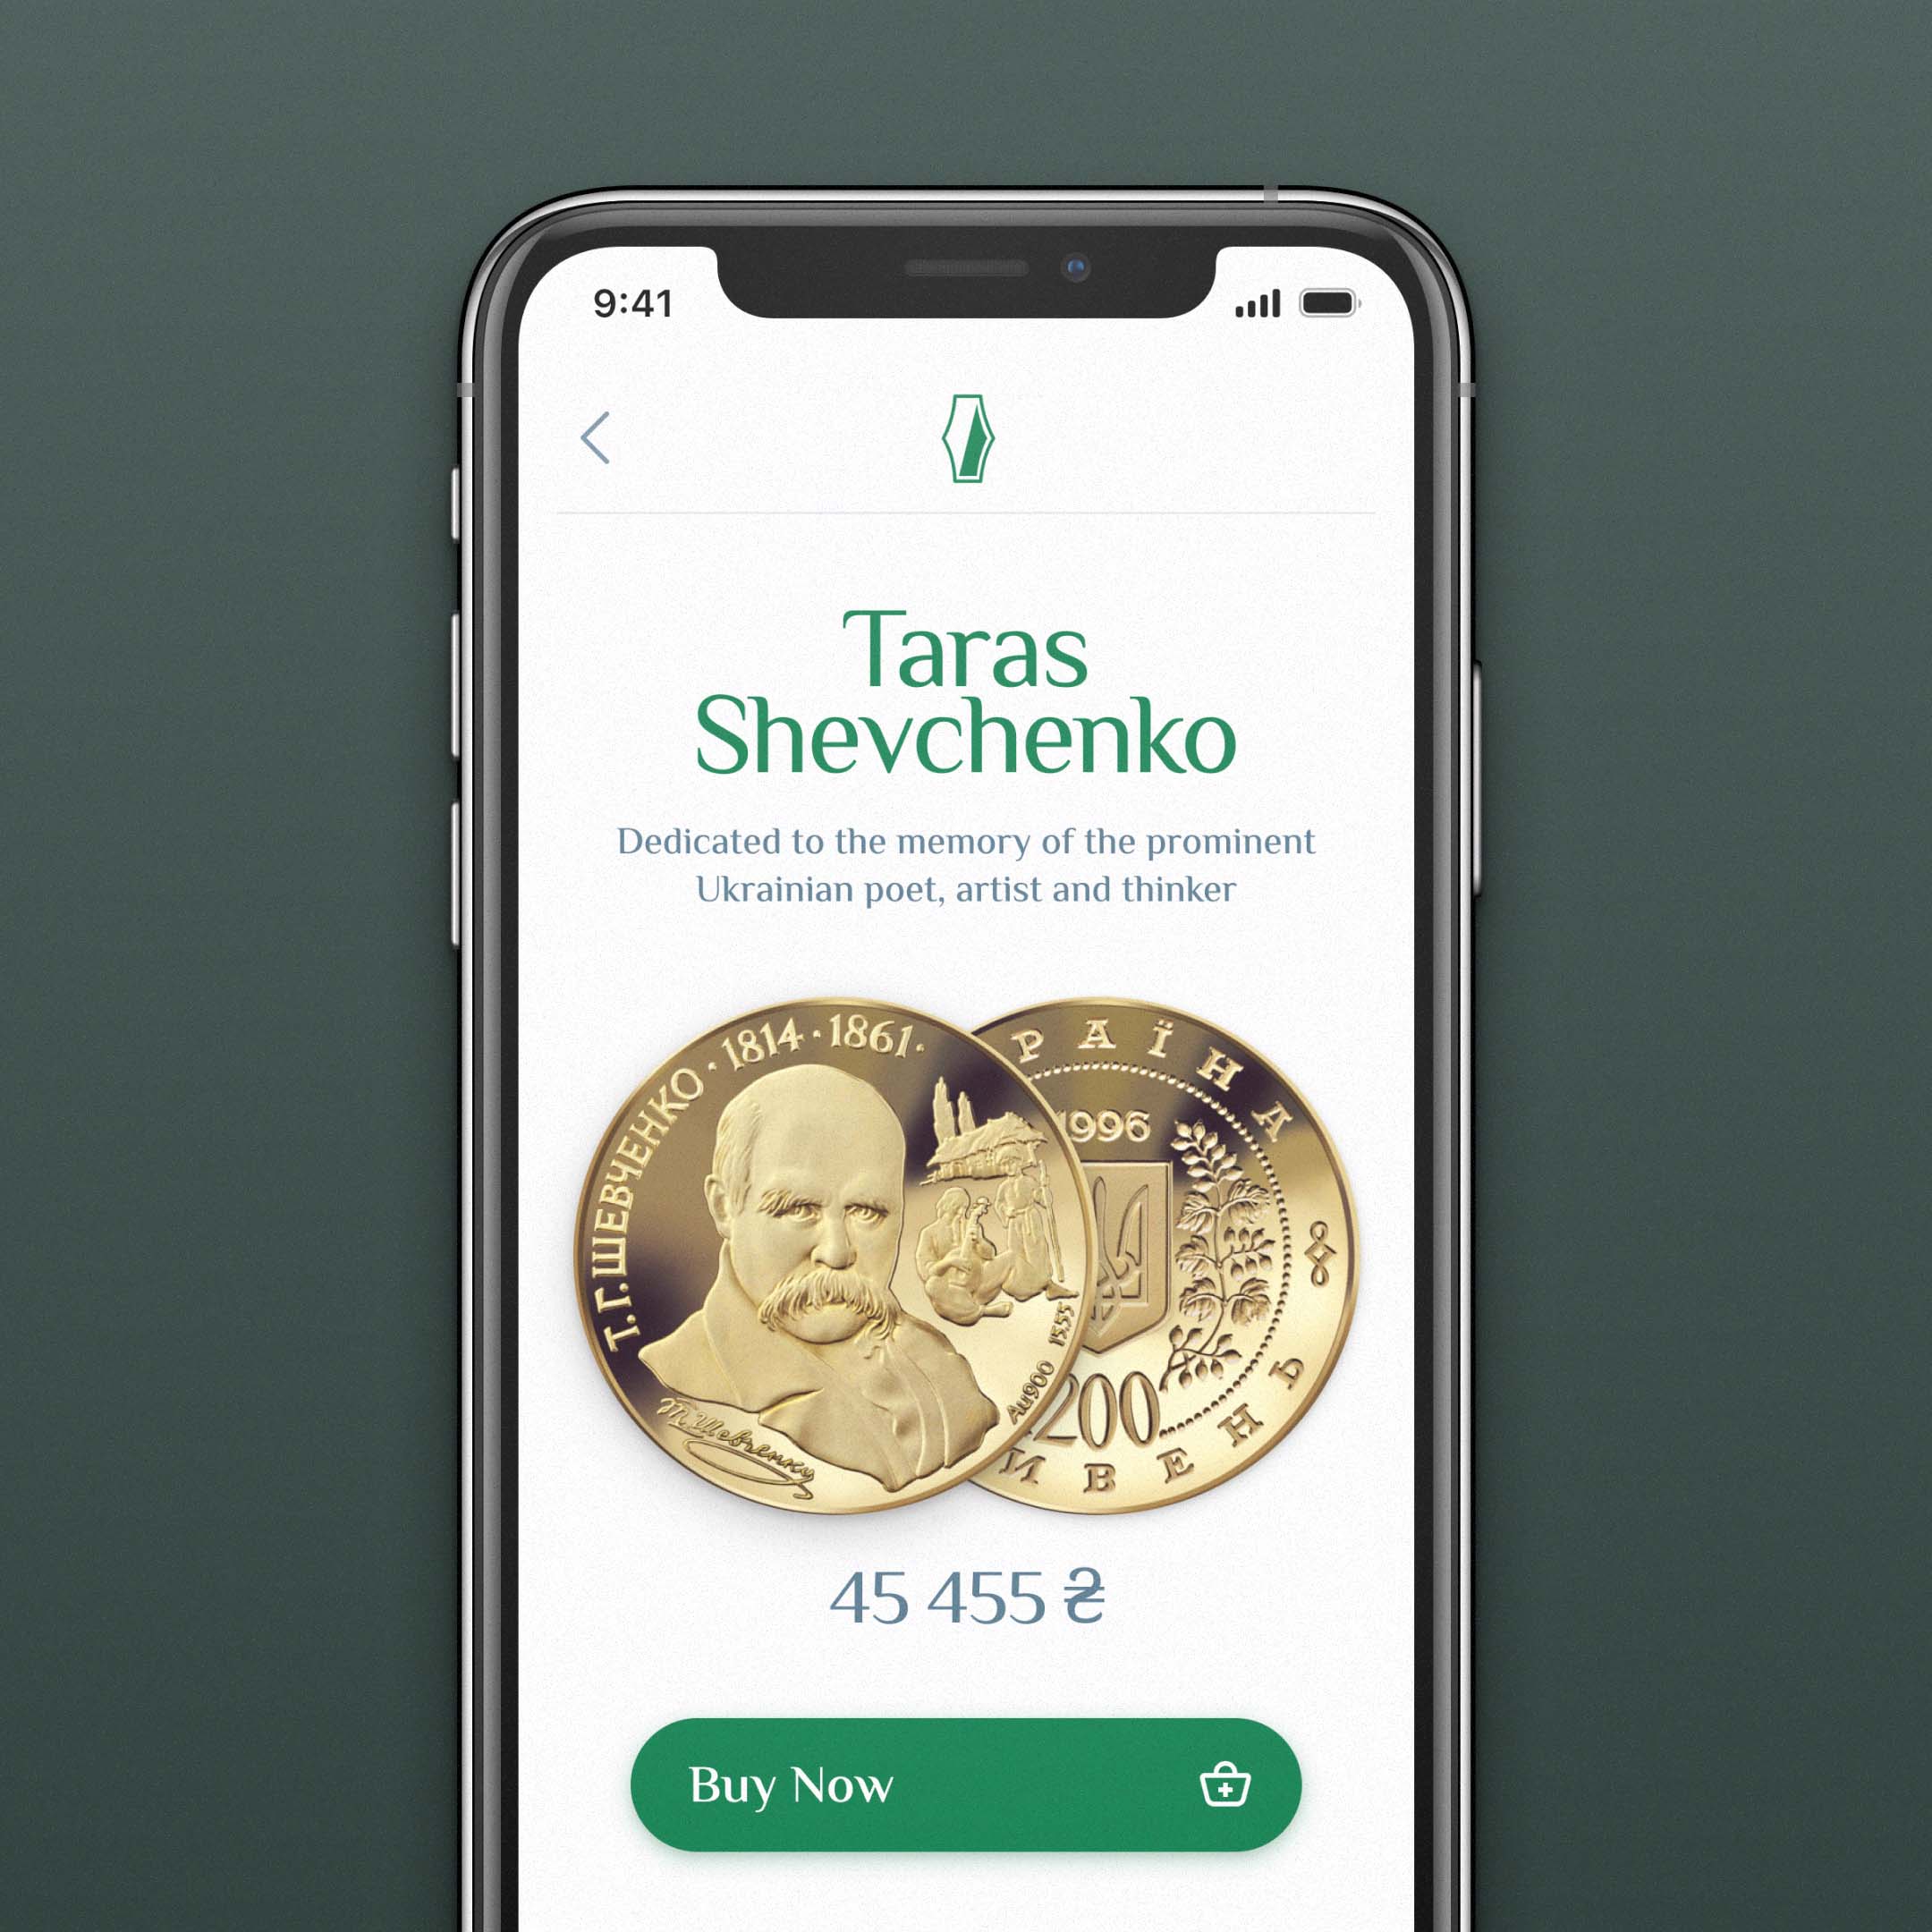 9:41
Taras
Shevchenko
Dedicated to the memory of the prominent
Ukrainian poet, artist and thinker
Т.Г.ШЕВЧЕНКО·1814·1861·
Т.Шевченко
Au900 15.55
РАЇНА
1996
200
ИВЕНЬ
45 455 ₴
Buy Now